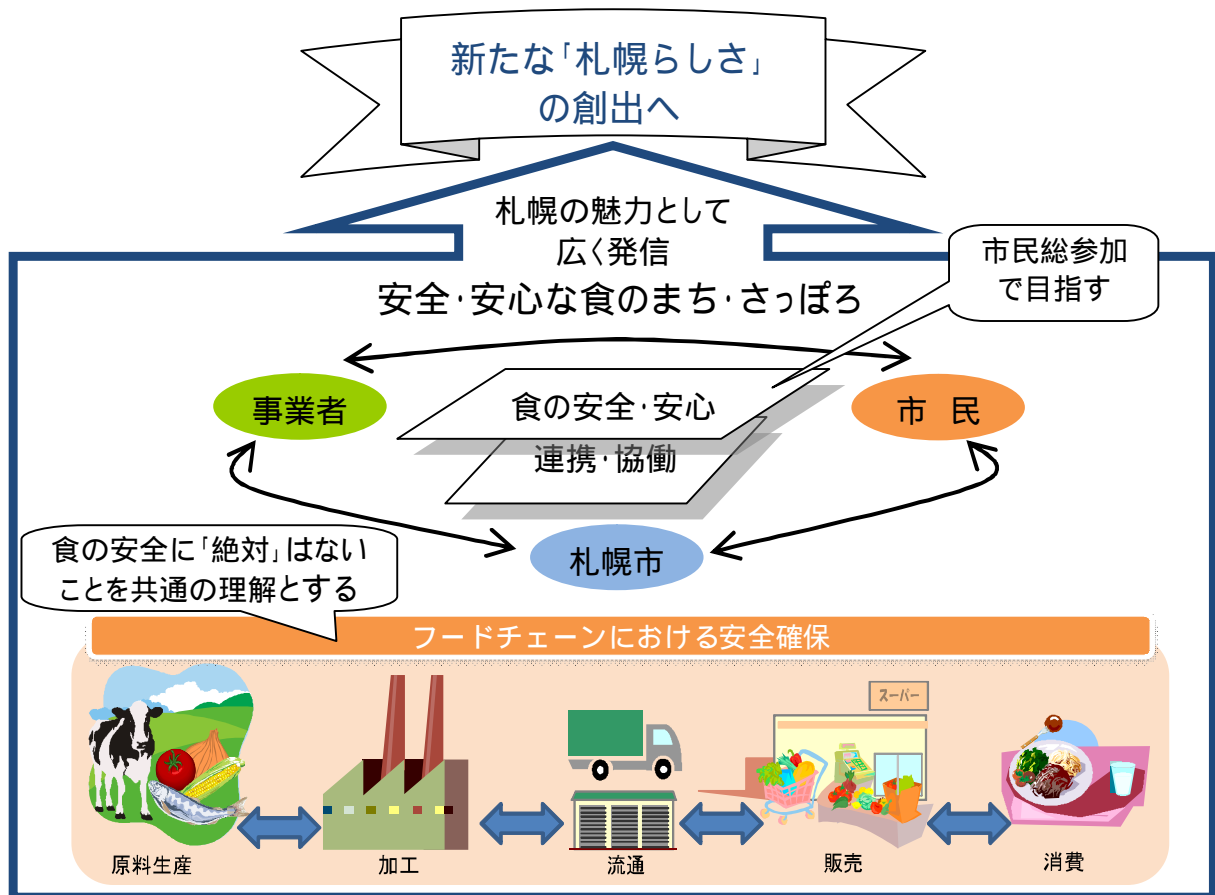 新たな｢札幌らしさ｣
の創出へ
札幌の魅力として
広く発信
安全･安心な食のまち･さっぽろ
市民総参加
で目指す
事業者
食の安全･安心
市　民
連携･協働
札幌市
食の安全に｢絶対｣はない
ことを共通の理解とする
フードチェーンにおける安全確保
スーパー
原料生産
加工
流通
販売
消費